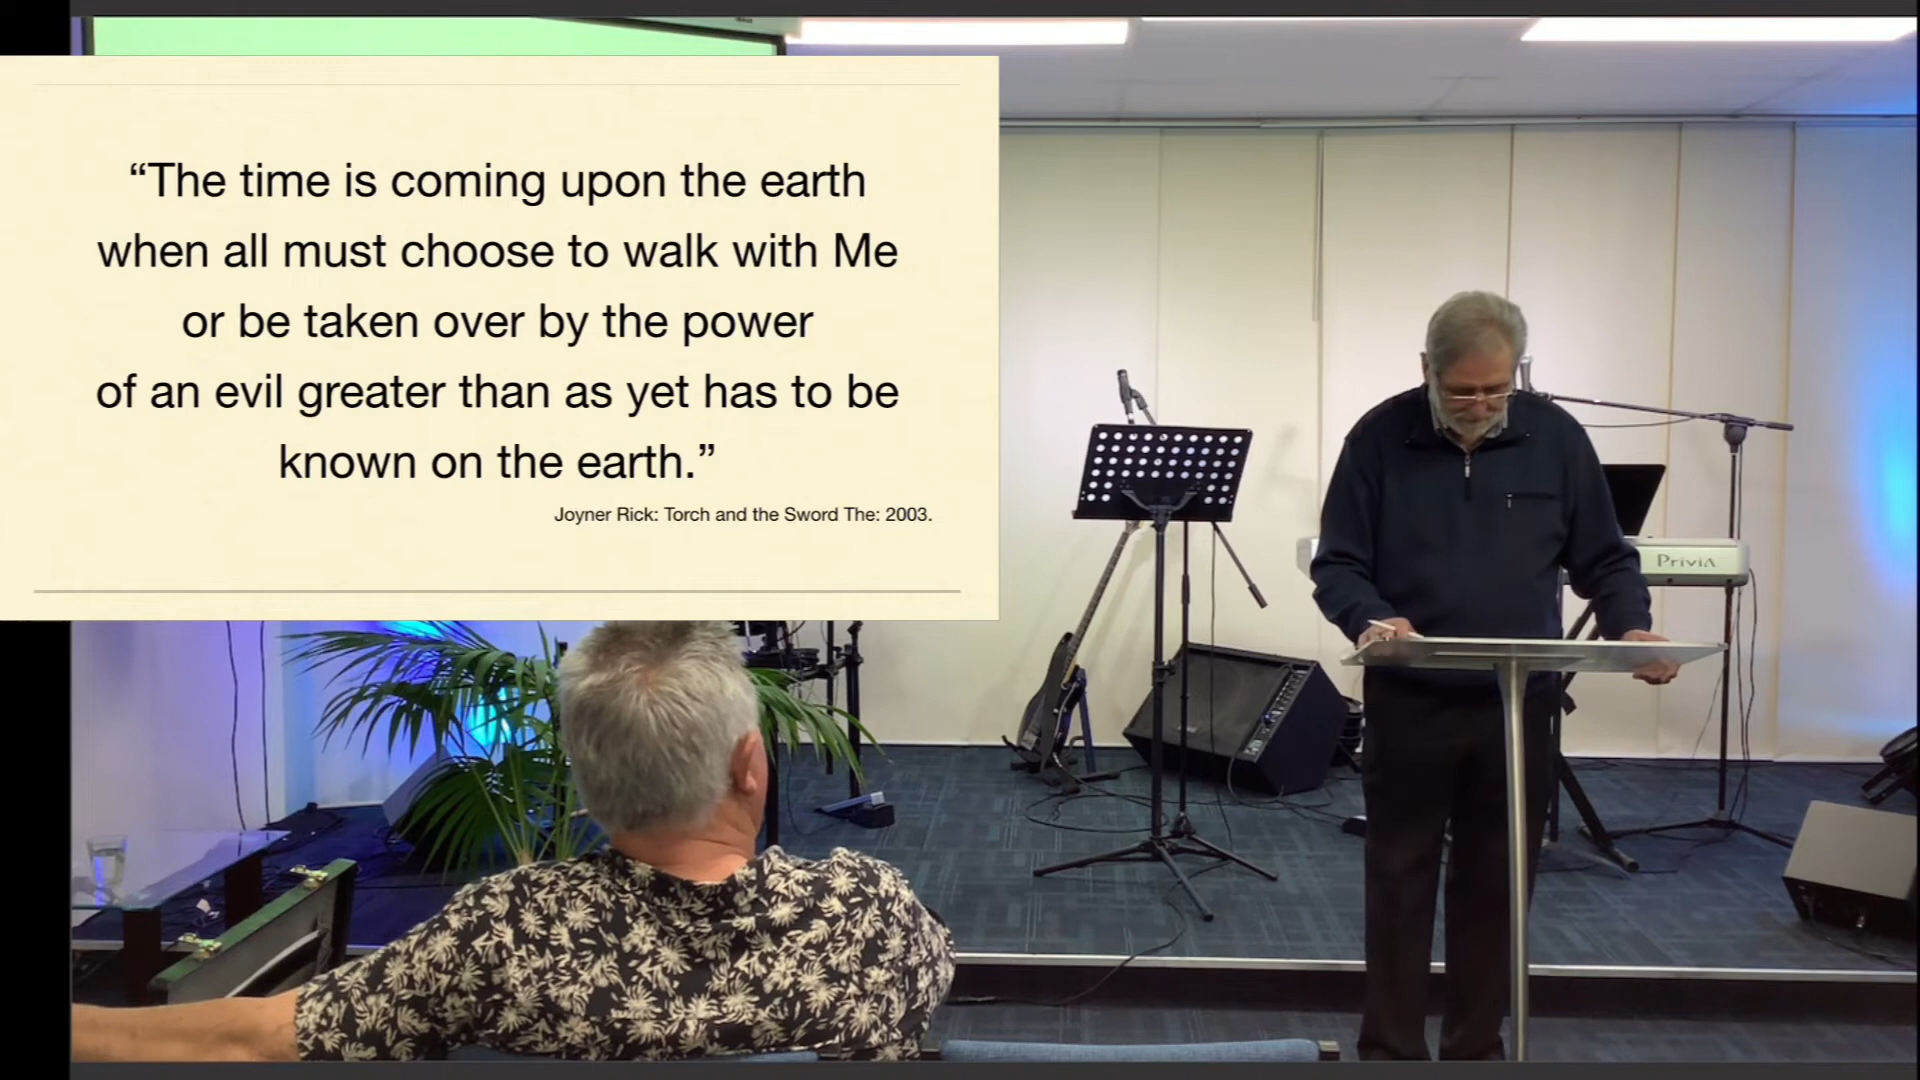 “The time is coming upon the earth
when all must choose to walk with Me
or be taken over by the power
of an evil greater than as yet has to be
known on the earth.”
Joyner Rick: Torch and the Sword The: 2003.
PriviA